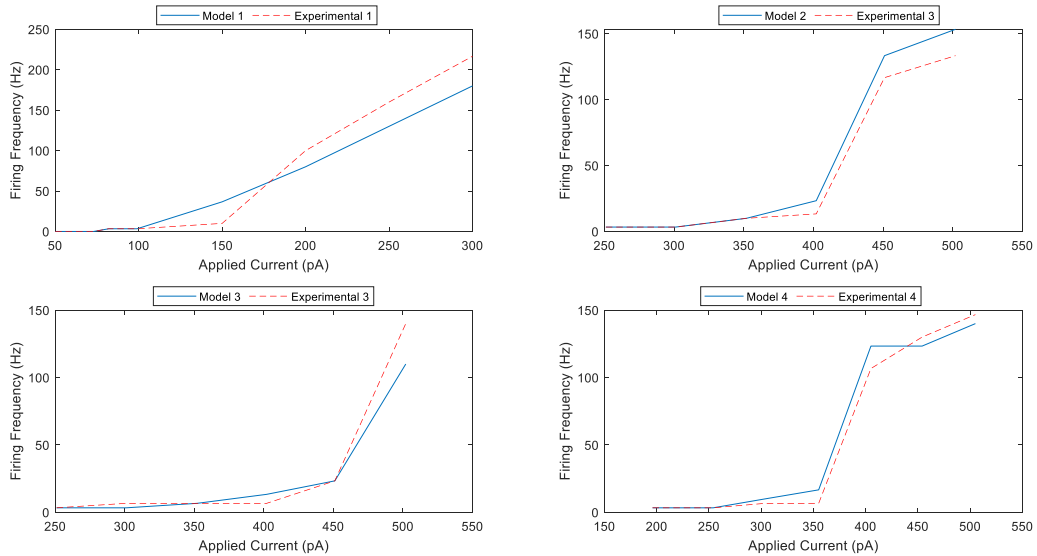 Model 1 Experimental 1
250
200
150
100
50
0
Firing Frequency (Hz)
50 100 150 200 250 300
Applied Current (pA)
Model 2 Experimental 3
150
100
50
0
Firing Frequency (Hz)
250 300 350 400 450 500 550
Applied Current (pA)
Model 3 Experimental 3
150
100
50
0
Firing Frequency (Hz)
250 300 350 400 450 500 550
Applied Current (pA)
Model 4 Experimental 4
150
100
50
0
Firing Frequency (Hz)
150 200 250 300 350 400 450 500 550
Applied Current (pA)